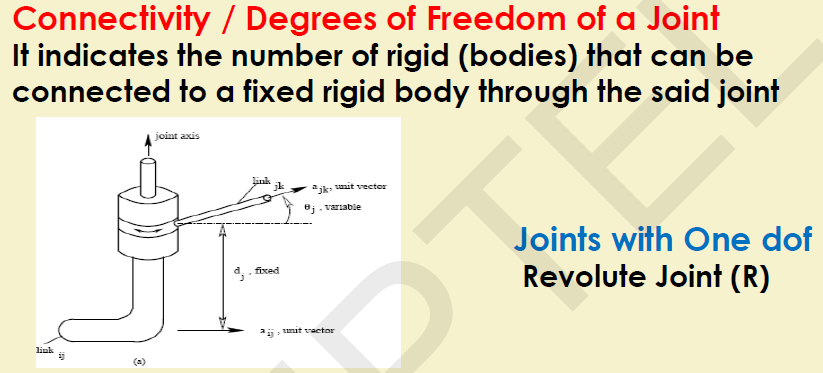 Connectivity / Degrees of Freedom of a Joint
It indicates the number of rigid (bodies) that can be
connected to a fixed rigid body through the said joint
joint axis
link jk
a jk, unit vector
θ j , variable
d j , fixed
a ij , unit vector
link ij
(a)
Joints with One dof
Revolute Joint (R)
PTEL